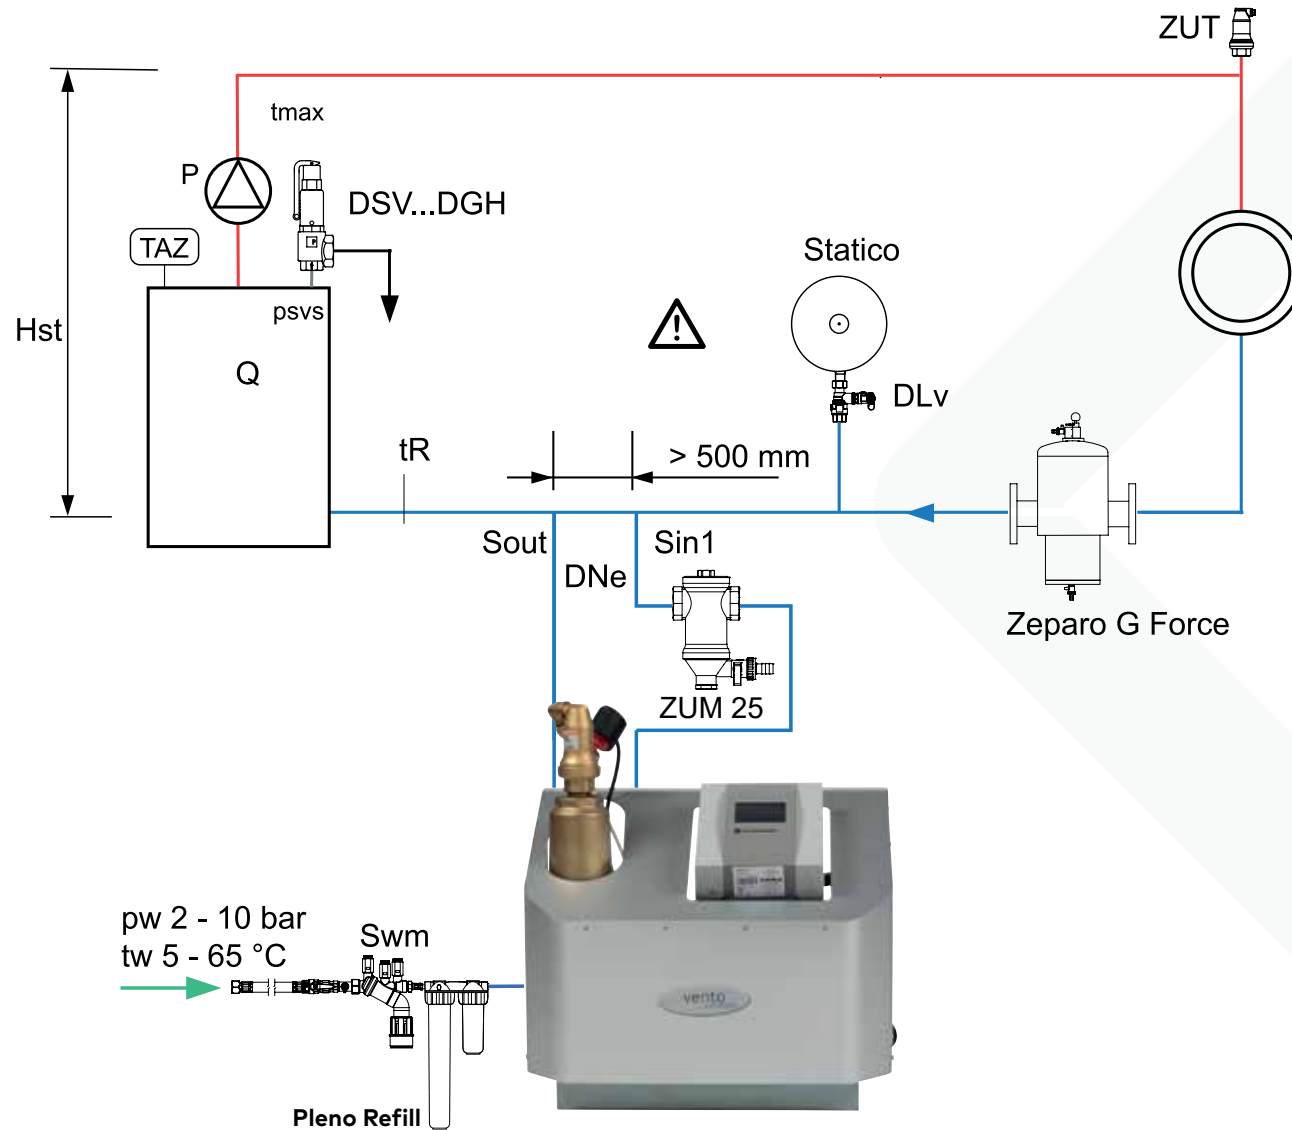 ZUT
tmax
P
DSV...DGH
TAZ
Statico
psvs
Hst
Q
DLv
tR
> 500 mm
Sout
Sin1
DNe
Zeparo G Force
ZUM 25
pw 2 - 10 bar
tw 5 - 65 °C
Swm
vento
Pleno Refill